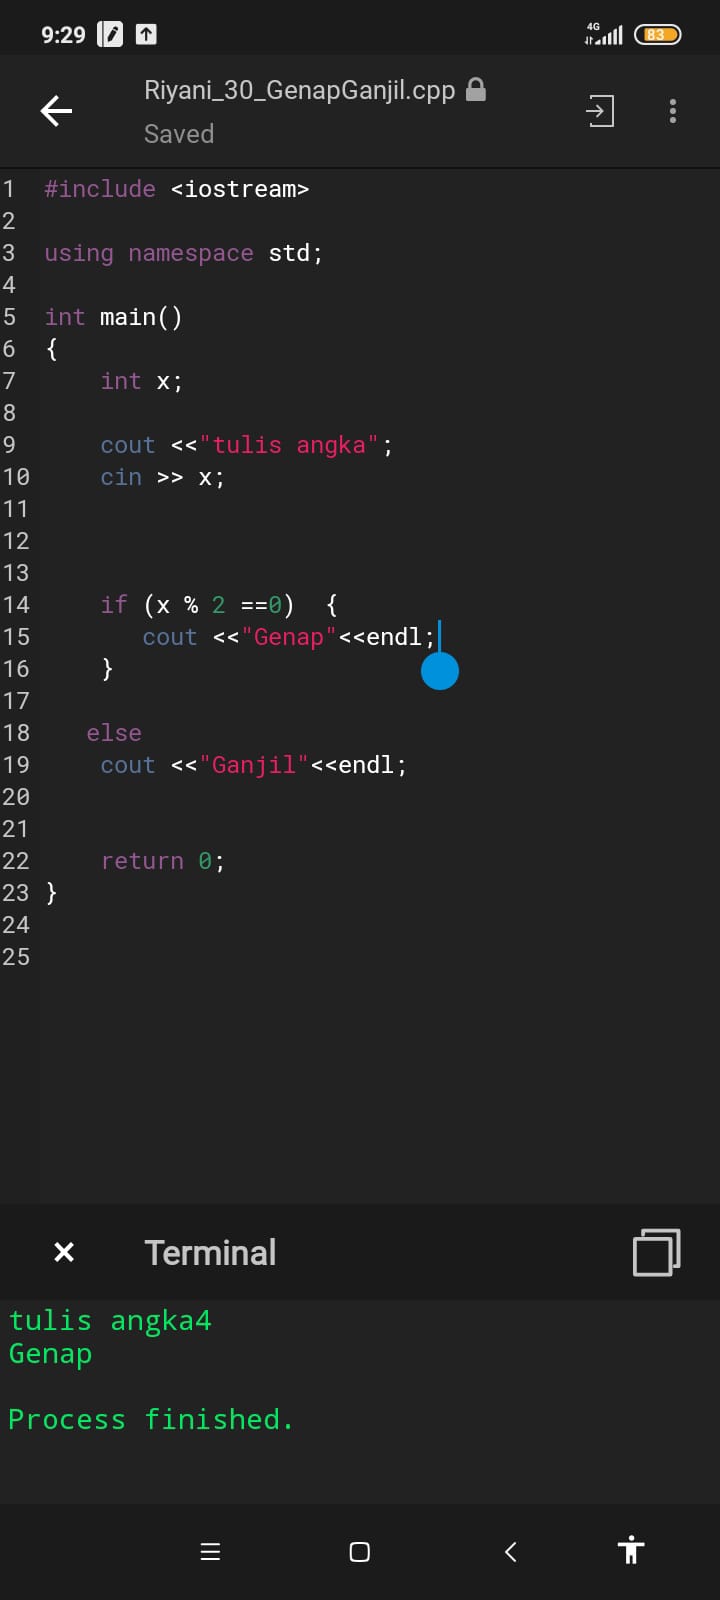 9:29 4G 83
Riyani_30_GenapGanjil.cpp
Saved
1 #include <iostream>
2
3 using namespace std;
4
5 int main()
6 {
7     int x;
8
9     cout <<"tulis angka";
10     cin >> x;
11
12
13
14     if (x % 2 ==0)  {
15        cout <<"Genap"<<endl;
16     }
17
18    else
19     cout <<"Ganjil"<<endl;
20
21
22     return 0;
23 }
24
25
Terminal
tulis angka4
Genap
Process finished.